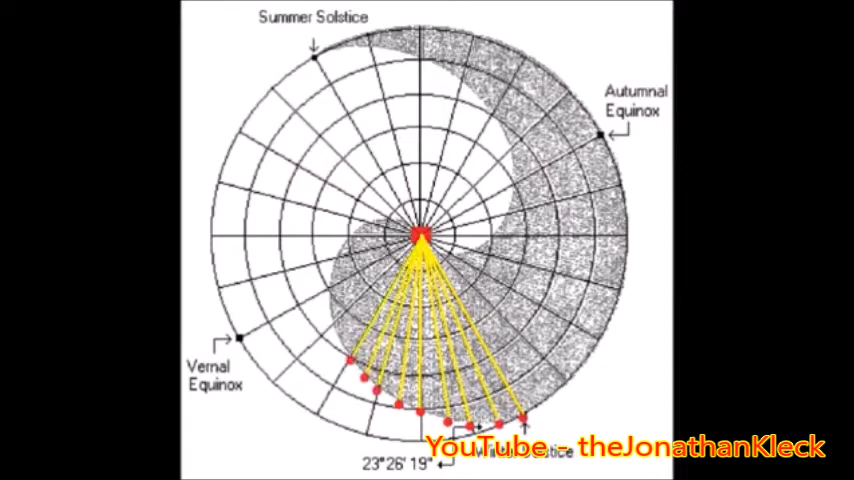 Summer Solstice
Autumnal
Equinox
Vernal
Equinox
YouTube - theJonathanKleck
23°26' 19"